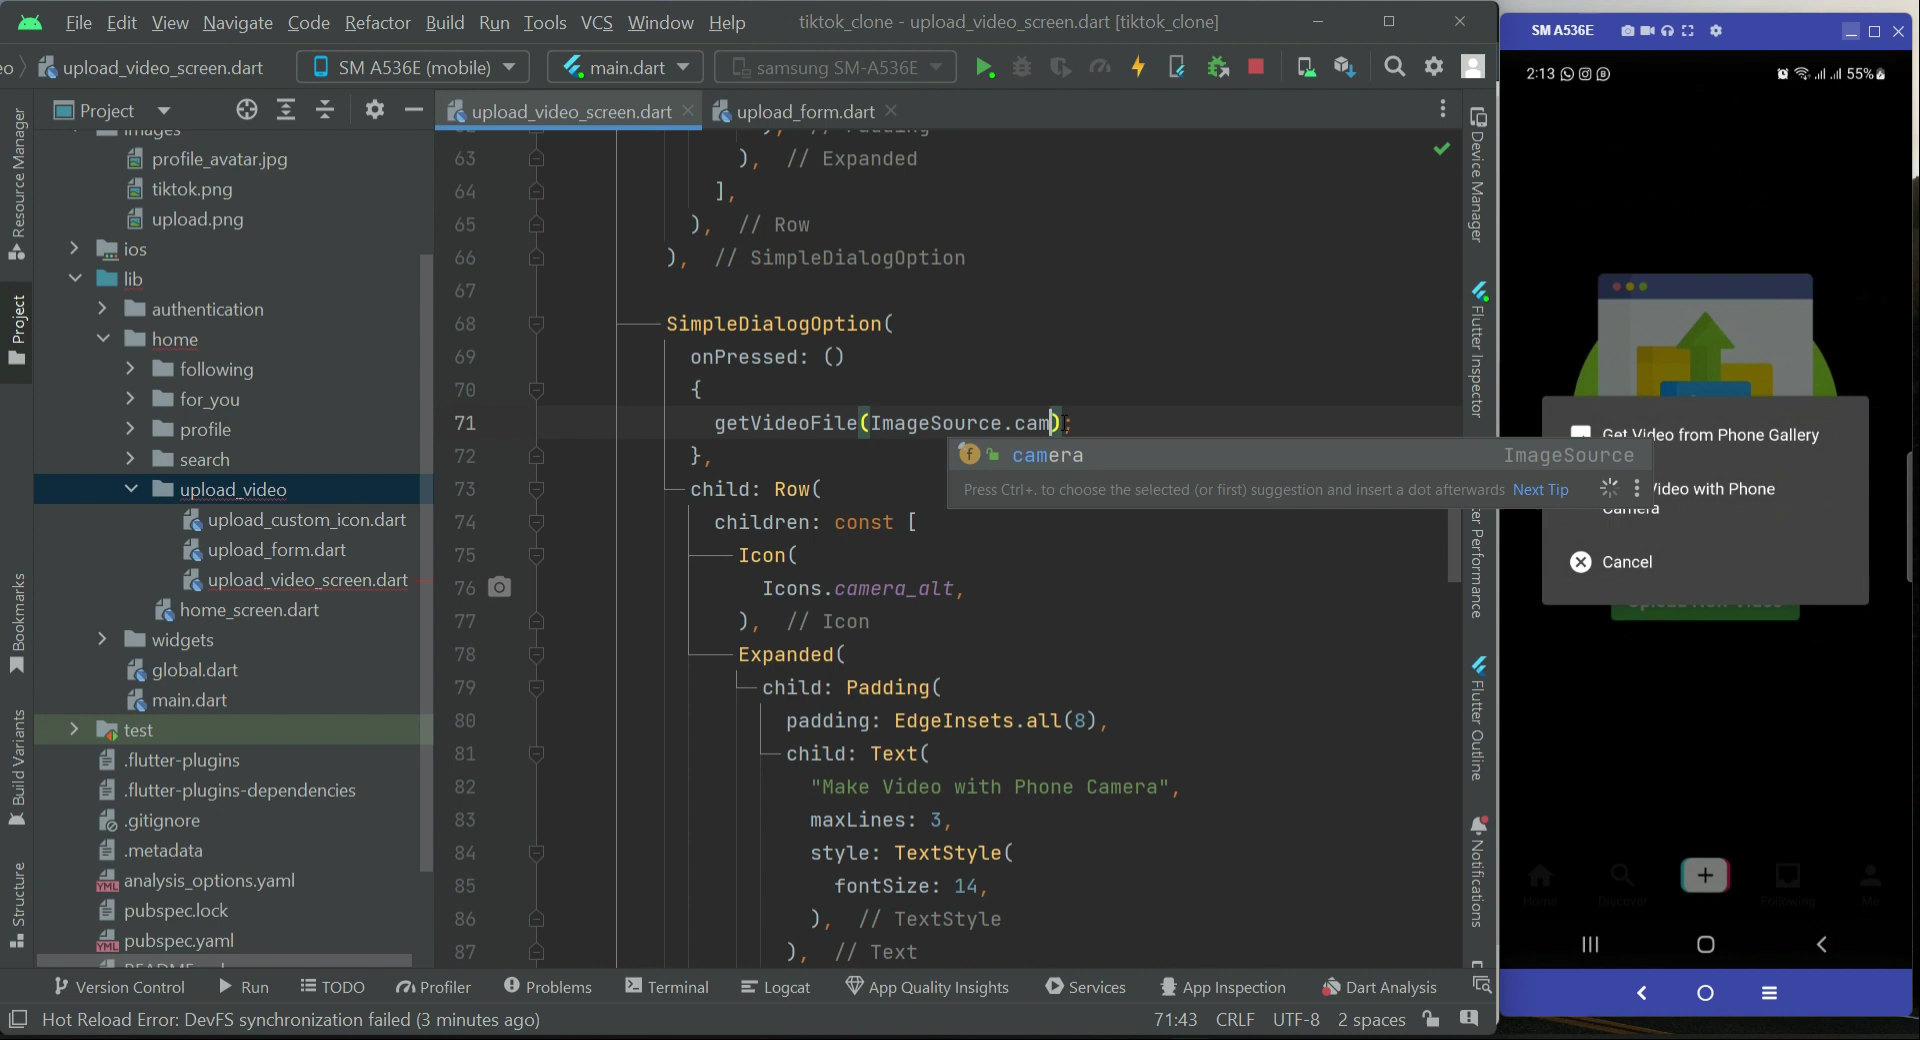 File Edit View Navigate Code Refactor Build Run Tools VCS Window Help
tiktok_clone - upload_video_screen.dart [tiktok_clone]
upload_video_screen.dart
SM A536E (mobile)
main.dart
samsung SM-A536E
Project
upload_video_screen.dart
upload_form.dart
Resource Manager
Project
Bookmarks
Build Variants
Structure
images
profile_avatar.jpg
tiktok.png
upload.png
ios
lib
authentication
home
following
for_you
profile
search
upload_video
upload_custom_icon.dart
upload_form.dart
upload_video_screen.dart
home_screen.dart
widgets
global.dart
main.dart
test
.flutter-plugins
.flutter-plugins-dependencies
.gitignore
.metadata
analysis_options.yaml
pubspec.lock
pubspec.yaml
63 ), // Expanded
64 ],
65 ), // Row
66 ), // SimpleDialogOption
67
68 SimpleDialogOption(
69 onPressed: ()
70 {
71 getVideoFile(ImageSource.cam);
72 },
camera ImageSource
Press Ctrl+. to choose the selected (or first) suggestion and insert a dot afterwards Next Tip
73 child: Row(
74 children: const [
75 Icon(
76 Icons.camera_alt,
77 ), // Icon
78 Expanded(
79 child: Padding(
80 padding: EdgeInsets.all(8),
81 child: Text(
82 "Make Video with Phone Camera",
83 maxLines: 3,
84 style: TextStyle(
85 fontSize: 14,
86 ), // TextStyle
87 ), // Text
Device Manager
Flutter Inspector
Performance
Flutter Outline
Notifications
Version Control Run TODO Profiler Problems Terminal Logcat App Quality Insights Services App Inspection Dart Analysis
Hot Reload Error: DevFS synchronization failed (3 minutes ago)
71:43 CRLF UTF-8 2 spaces
SM A536E
2:13
55%
Get Video from Phone Gallery
Video with Phone
Camera
Cancel
Upload New Video
Home
Discover
Following
Me